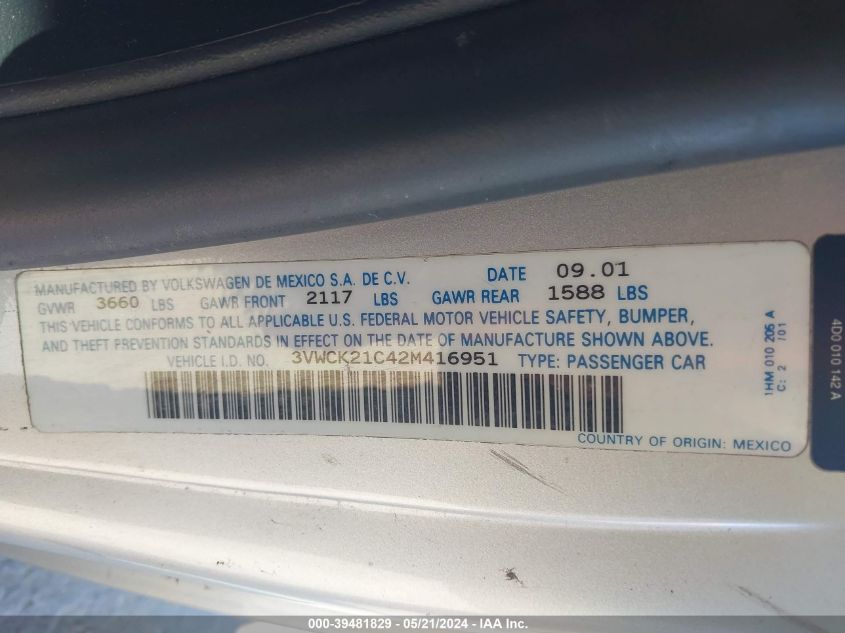 MANUFACTURED BY VOLKSWAGEN DE MEXICO S.A. DE C.V. DATE 09.01
GVWR 3660 LBS GAWR FRONT 2117 LBS GAWR REAR 1588 LBS
THIS VEHICLE CONFORMS TO ALL APPLICABLE U.S. FEDERAL MOTOR VEHICLE SAFETY, BUMPER,
AND THEFT PREVENTION STANDARDS IN EFFECT ON THE DATE OF MANUFACTURE SHOWN ABOVE.
VEHICLE I.D. NO. 3VWCK21C42M416951 TYPE: PASSENGER CAR
COUNTRY OF ORIGIN: MEXICO
1HM 010 206 A
C: 2 /01
4D0 010 142 A
000-39481829 - 05/21/2024 - IAA Inc.